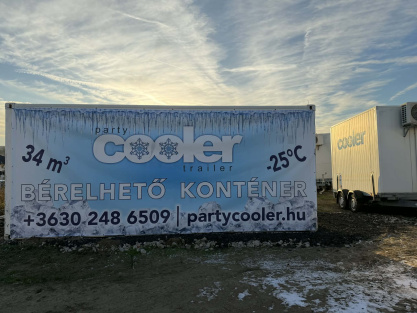 party
cooler
trailer
34 m³
-25°C
BÉRELHETŐ KONTÉNER
+3630 248 6509 | partycooler.hu
cooler